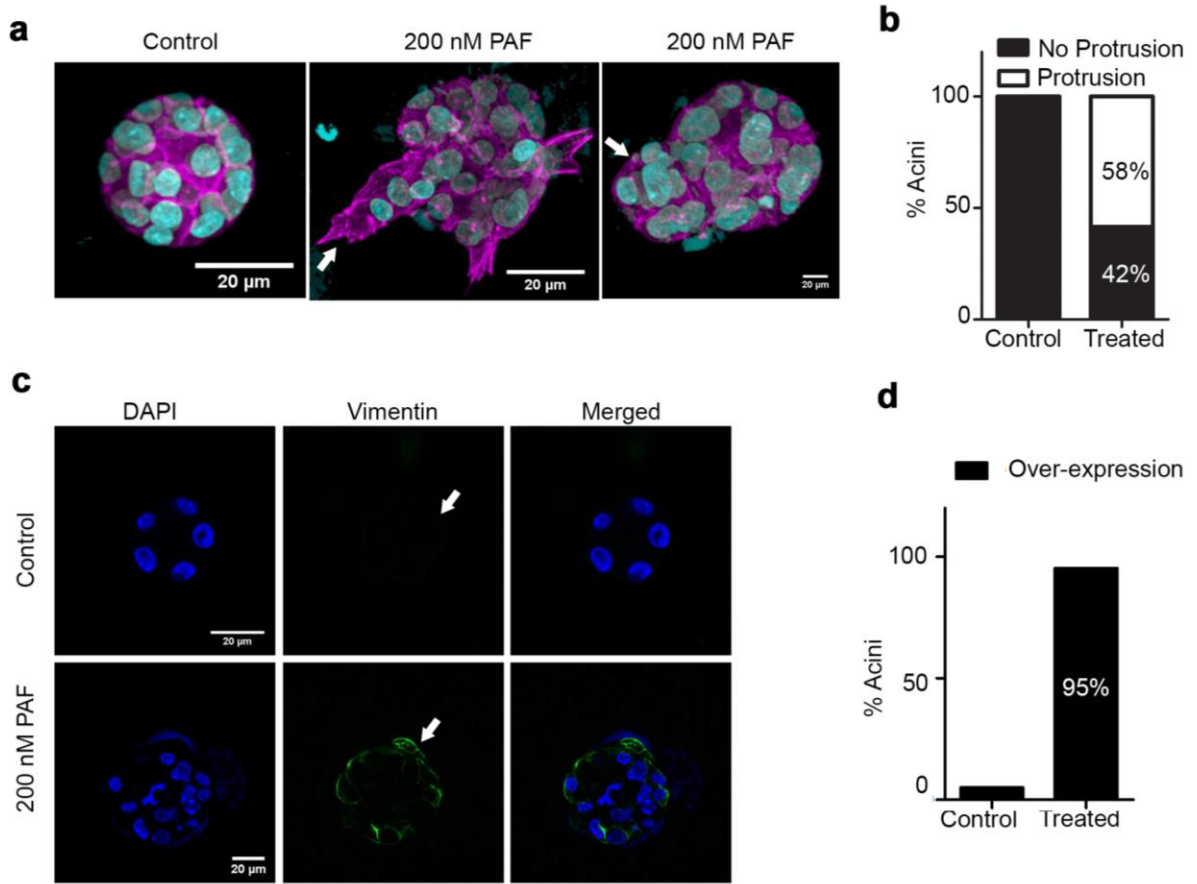 a
Control
200 nM PAF
200 nM PAF
20 µm
20 µm
20 µm
b
No Protrusion
Protrusion
% Acini
100
50
0
58%
42%
Control
Treated
c
DAPI
Vimentin
Merged
Control
20 µm
200 nM PAF
20 µm
d
Over-expression
% Acini
100
50
0
95%
Control
Treated